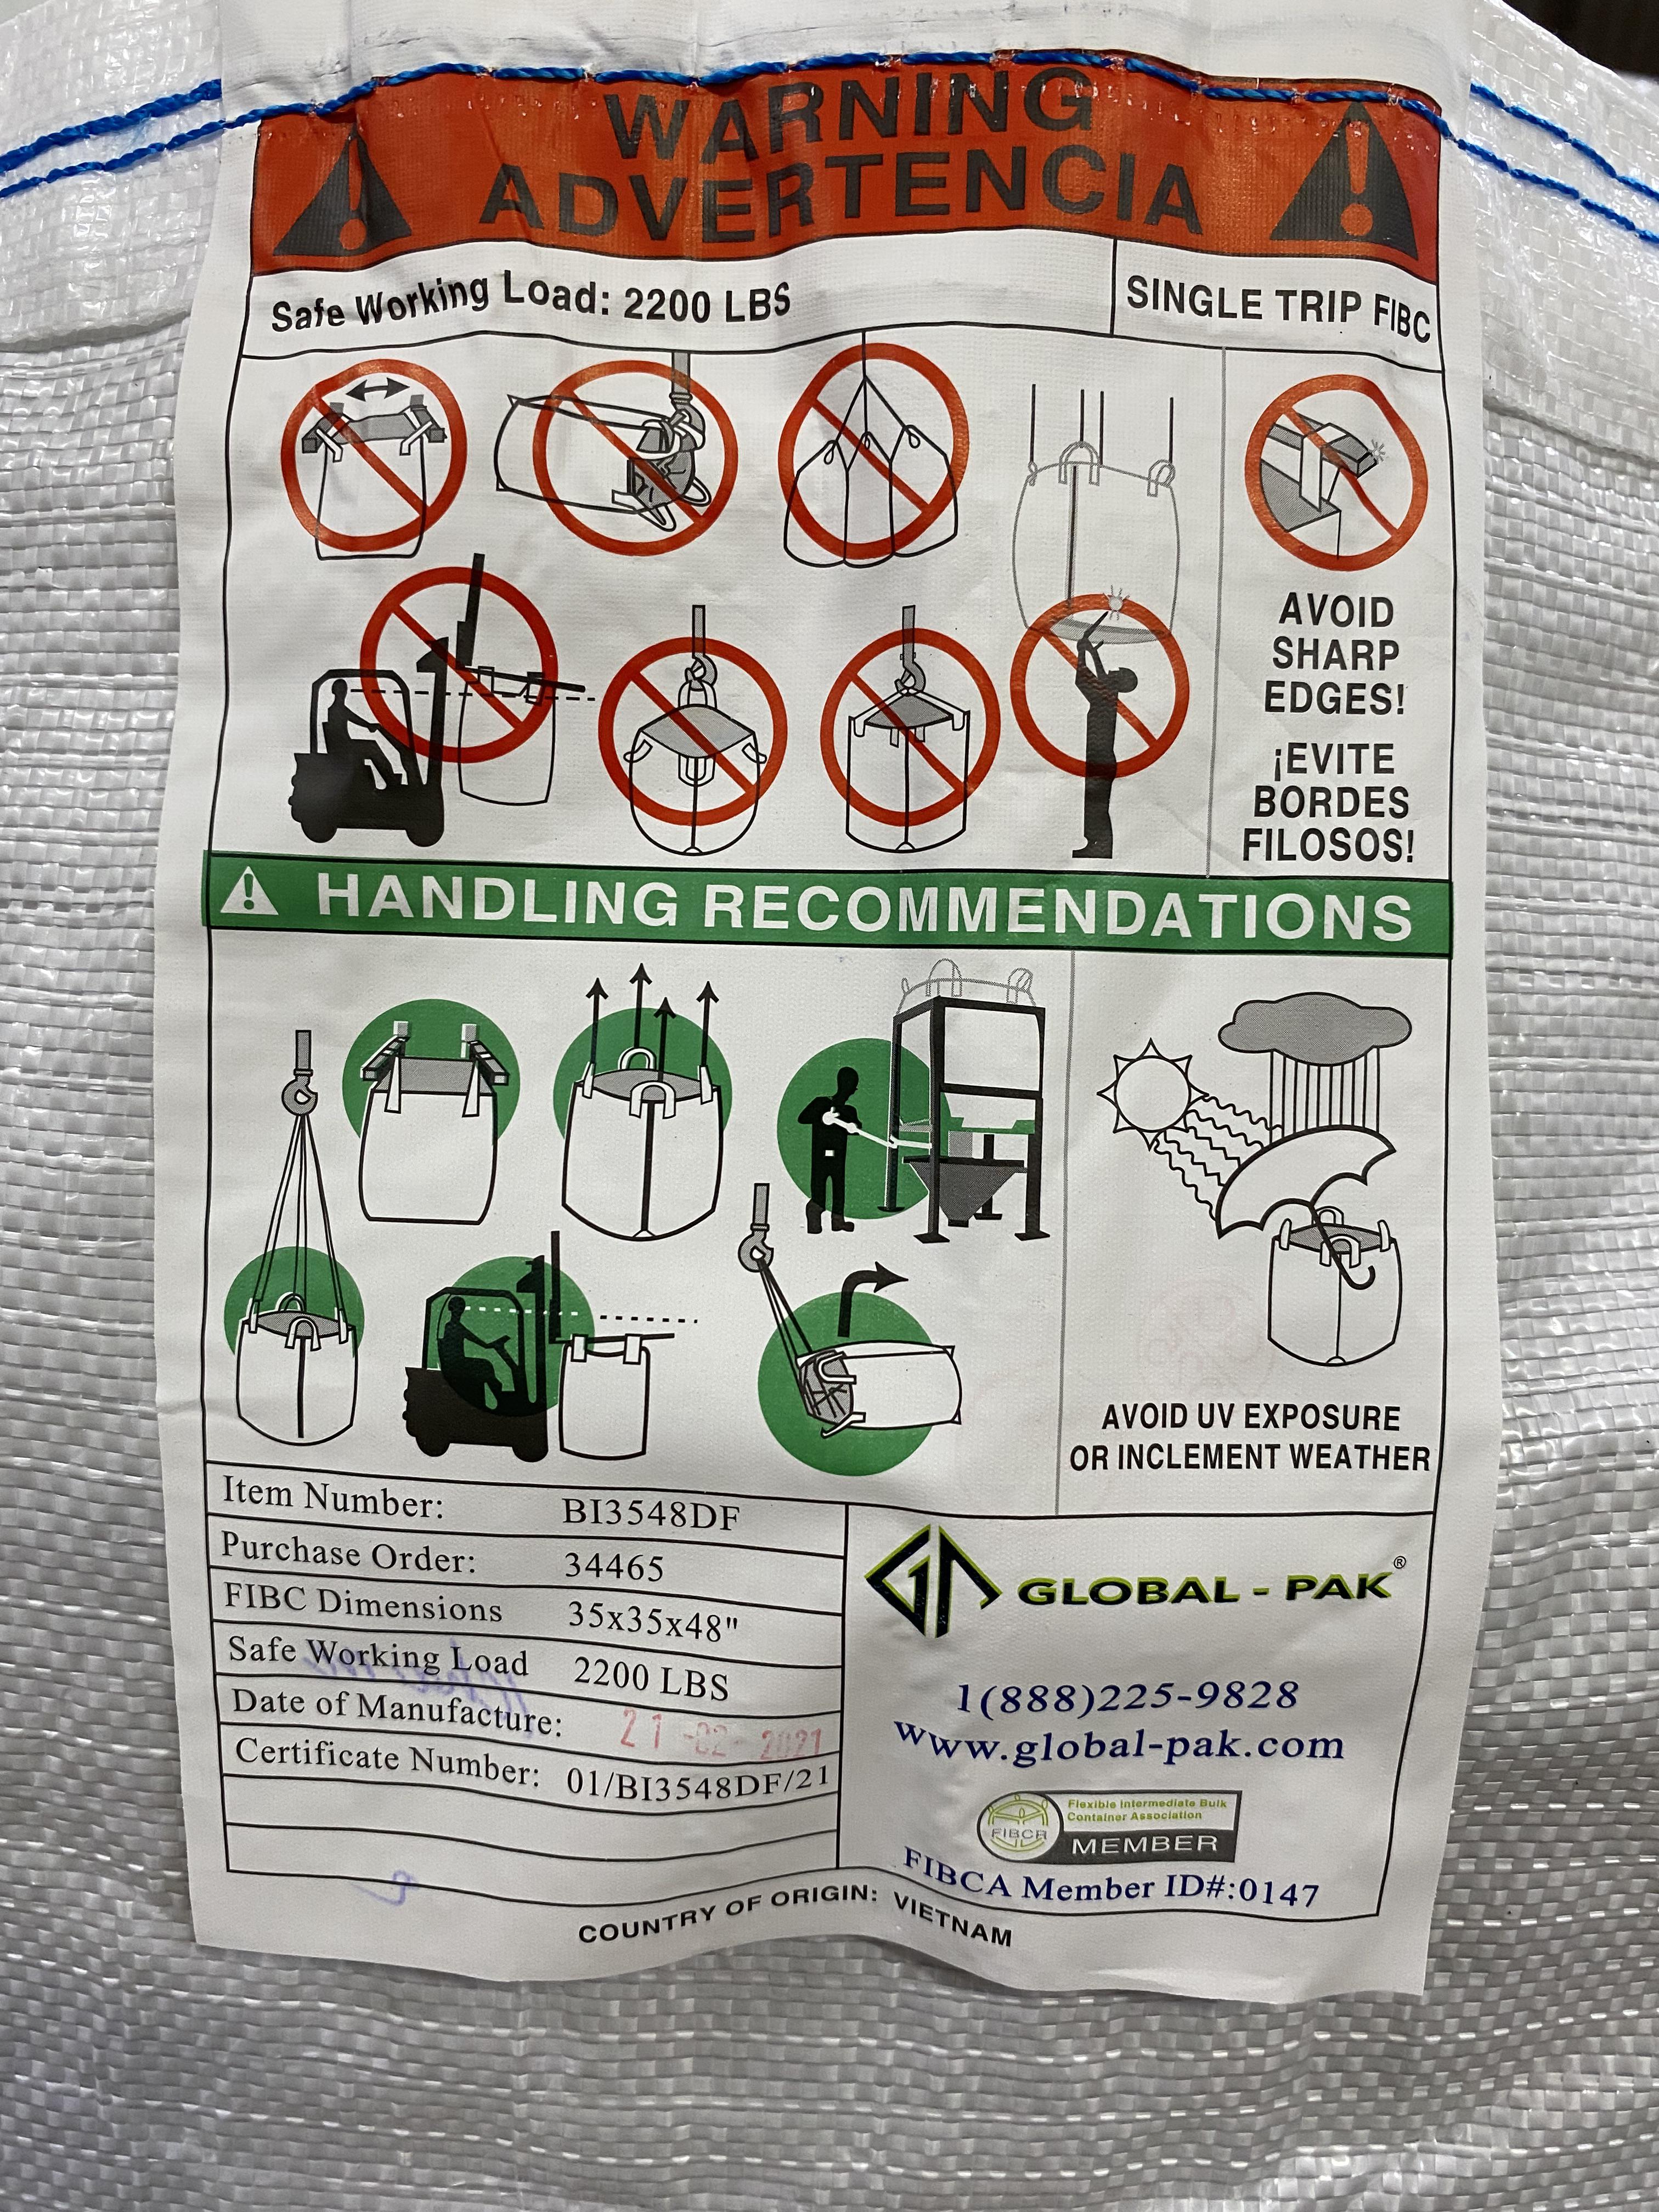 WARNING
ADVERTENCIA
Safe Working Load: 2200 LBS
SINGLE TRIP FIBC
AVOID
SHARP
EDGES!
¡EVITE
BORDES
FILOSOS!
HANDLING RECOMMENDATIONS
AVOID UV EXPOSURE
OR INCLEMENT WEATHER
Item Number: BI3548DF
Purchase Order: 34465
FIBC Dimensions 35x35x48"
Safe Working Load 2200 LBS
Date of Manufacture: 21-02-2021
Certificate Number: 01/BI3548DF/21
GLOBAL-PAK®
1(888)225-9828
www.global-pak.com
FIBCA
Flexible Intermediate Bulk
Container Association
MEMBER
FIBCA Member ID#:0147
COUNTRY OF ORIGIN: VIETNAM